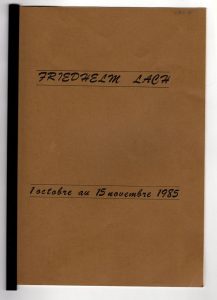 FRIEDHELM LACH
1 octobre au 15 novembre 1985